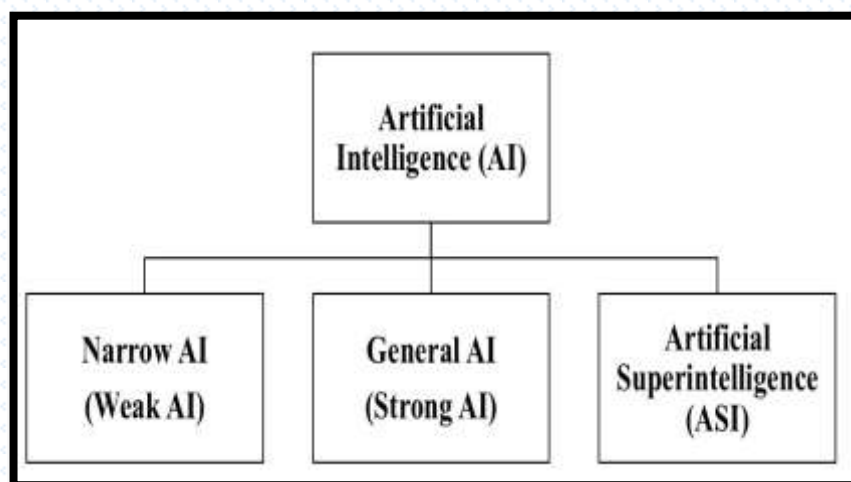 Artificial
Intelligence (AI)
Narrow AI
(Weak AI)
General AI
(Strong AI)
Artificial
Superintelligence
(ASI)